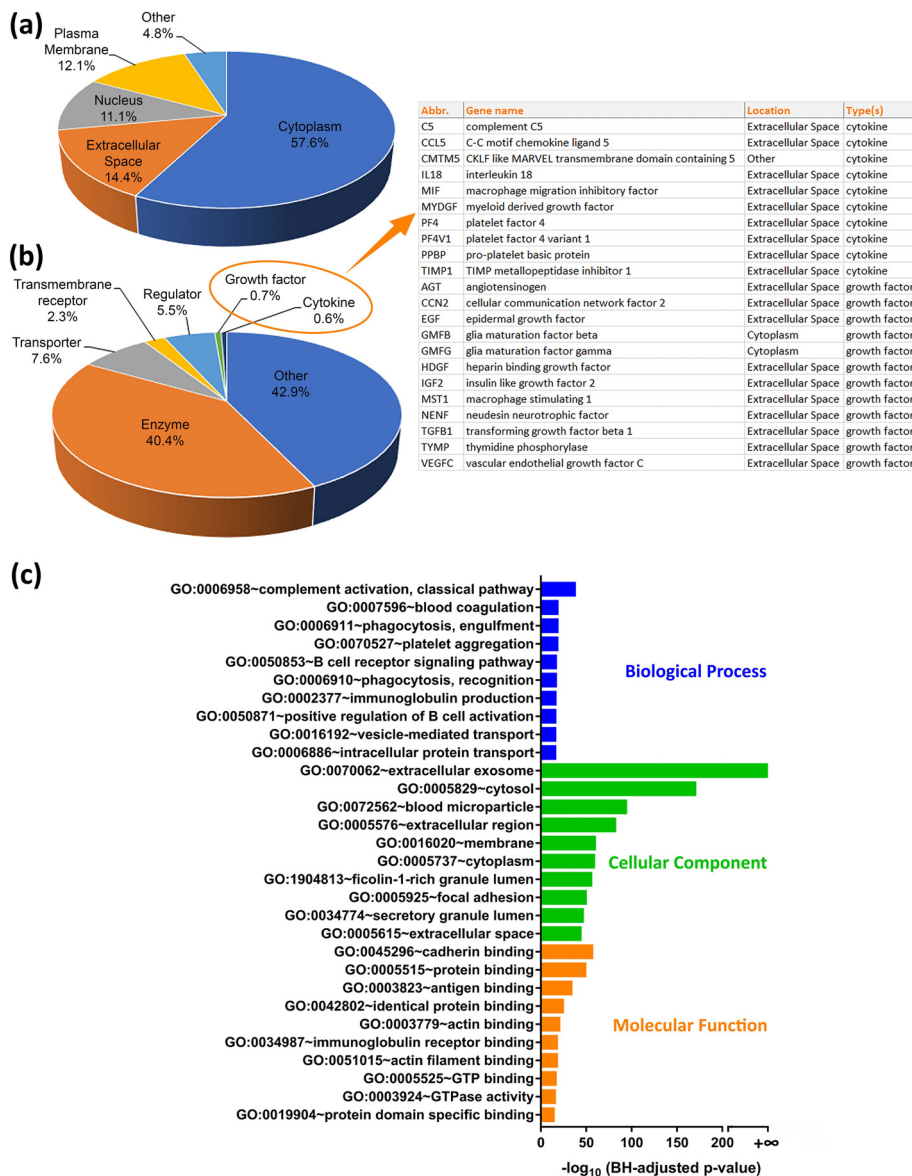 (a)
Other
4.8%
Plasma
Membrane
12.1%
Nucleus
11.1%
Extracellular
Space
14.4%
Cytoplasm
57.6%
(b)
Transmembrane
receptor
2.3%
Transporter
7.6%
Regulator
5.5%
Growth factor
0.7%
Cytokine
0.6%
Other
42.9%
Enzyme
40.4%
Abbr. Gene name Location Type(s)
C5 complement C5 Extracellular Space cytokine
CCL5 C-C motif chemokine ligand 5 Extracellular Space cytokine
CMTM5 CKLF like MARVEL transmembrane domain containing 5 Other cytokine
IL18 interleukin 18 Extracellular Space cytokine
MIF macrophage migration inhibitory factor Extracellular Space cytokine
MYDGF myeloid derived growth factor Extracellular Space cytokine
PF4 platelet factor 4 Extracellular Space cytokine
PF4V1 platelet factor 4 variant 1 Extracellular Space cytokine
PPBP pro-platelet basic protein Extracellular Space cytokine
TIMP1 TIMP metallopeptidase inhibitor 1 Extracellular Space cytokine
AGT angiotensinogen Extracellular Space growth factor
CCN2 cellular communication network factor 2 Extracellular Space growth factor
EGF epidermal growth factor Extracellular Space growth factor
GMFB glia maturation factor beta Cytoplasm growth factor
GMFG glia maturation factor gamma Cytoplasm growth factor
HDGF heparin binding growth factor Extracellular Space growth factor
IGF2 insulin like growth factor 2 Extracellular Space growth factor
MST1 macrophage stimulating 1 Extracellular Space growth factor
NENF neudesin neurotrophic factor Extracellular Space growth factor
TGFB1 transforming growth factor beta 1 Extracellular Space growth factor
TYMP thymidine phosphorylase Extracellular Space growth factor
VEGFC vascular endothelial growth factor C Extracellular Space growth factor
(c)
GO:0006958~complement activation, classical pathway
GO:0007596~blood coagulation
GO:0006911~phagocytosis, engulfment
GO:0070527~platelet aggregation
GO:0050853~B cell receptor signaling pathway
GO:0006910~phagocytosis, recognition
GO:0002377~immunoglobulin production
GO:0050871~positive regulation of B cell activation
GO:0016192~vesicle-mediated transport
GO:0006886~intracellular protein transport
Biological Process
GO:0070062~extracellular exosome
GO:0005829~cytosol
GO:0072562~blood microparticle
GO:0005576~extracellular region
GO:0016020~membrane
GO:0005737~cytoplasm
GO:1904813~ficolin-1-rich granule lumen
GO:0005925~focal adhesion
GO:0034774~secretory granule lumen
GO:0005615~extracellular space
Cellular Component
GO:0045296~cadherin binding
GO:0005515~protein binding
GO:0003823~antigen binding
GO:0042802~identical protein binding
GO:0003779~actin binding
GO:0034987~immunoglobulin receptor binding
GO:0051015~actin filament binding
GO:0005525~GTP binding
GO:0003924~GTPase activity
GO:0019904~protein domain specific binding
Molecular Function
0 50 100 150 200 +∞
-log10 (BH-adjusted p-value)